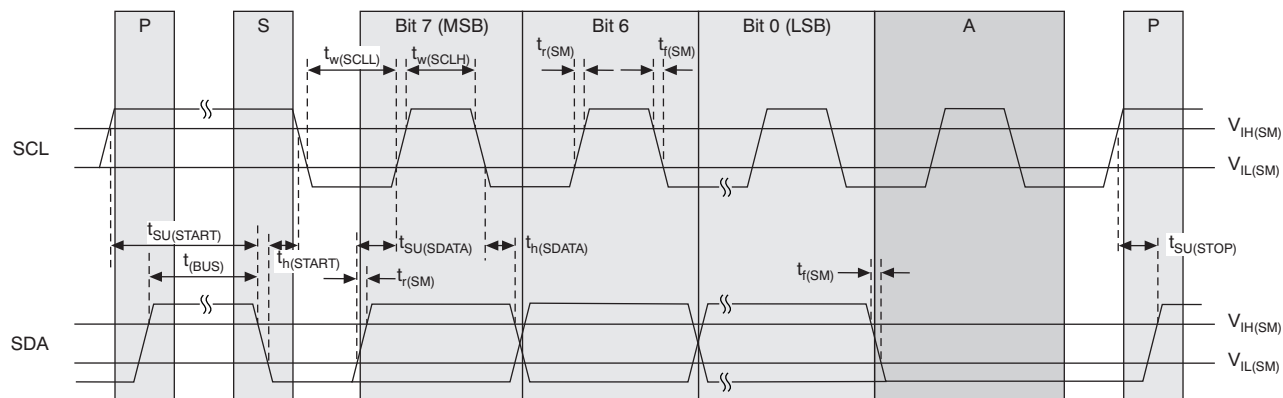 P S Bit 7 (MSB) Bit 6 Bit 0 (LSB) A P
tw(SCLL) tw(SCLH) tr(SM) tf(SM)
VIH(SM)
SCL
VIL(SM)
tSU(START) th(START) tSU(SDATA) th(SDATA) tSU(STOP)
t(BUS) tr(SM) tf(SM)
VIH(SM)
SDA
VIL(SM)